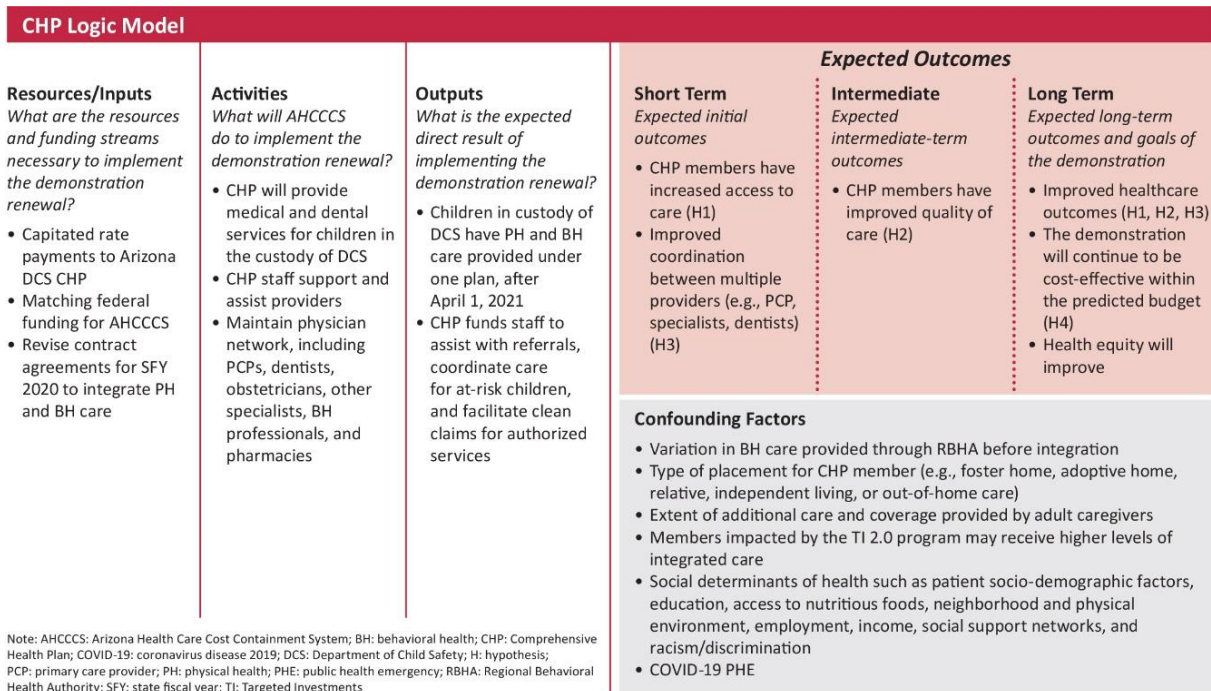 CHP Logic Model
Resources/Inputs
What are the resources
and funding streams
necessary to implement
the demonstration
renewal?
• Capitated rate
payments to Arizona
DCS CHP
• Matching federal
funding for AHCCCS
• Revise contract
agreements for SFY
2020 to integrate PH
and BH care
Activities
What will AHCCCS
do to implement the
demonstration renewal?
• CHP will provide
medical and dental
services for children in
the custody of DCS
• CHP staff support and
assist providers
• Maintain physician
network, including
PCPs, dentists,
obstetricians, other
specialists, BH
professionals, and
pharmacies
Outputs
What is the expected
direct result of
implementing the
demonstration renewal?
• Children in custody of
DCS have PH and BH
care provided under
one plan, after
April 1, 2021
• CHP funds staff to
assist with referrals,
coordinate care
for at-risk children,
and facilitate clean
claims for authorized
services
Expected Outcomes
Short Term
Expected initial
outcomes
• CHP members have
increased access to
care (H1)
• Improved
coordination
between multiple
providers (e.g., PCP,
specialists, dentists)
(H3)
Intermediate
Expected
intermediate-term
outcomes
• CHP members have
improved quality of
care (H2)
Long Term
Expected long-term
outcomes and goals of
the demonstration
• Improved healthcare
outcomes (H1, H2, H3)
• The demonstration
will continue to be
cost-effective within
the predicted budget
(H4)
• Health equity will
improve
Confounding Factors
• Variation in BH care provided through RBHA before integration
• Type of placement for CHP member (e.g., foster home, adoptive home,
relative, independent living, or out-of-home care)
• Extent of additional care and coverage provided by adult caregivers
• Members impacted by the TI 2.0 program may receive higher levels of
integrated care
• Social determinants of health such as patient socio-demographic factors,
education, access to nutritious foods, neighborhood and physical
environment, employment, income, social support networks, and
racism/discrimination
• COVID-19 PHE
Note: AHCCCS: Arizona Health Care Cost Containment System; BH: behavioral health; CHP: Comprehensive
Health Plan; COVID-19: coronavirus disease 2019; DCS: Department of Child Safety; H: hypothesis;
PCP: primary care provider; PH: physical health; PHE: public health emergency; RBHA: Regional Behavioral
Health Authority; SFY: state fiscal year; TI: Targeted Investments